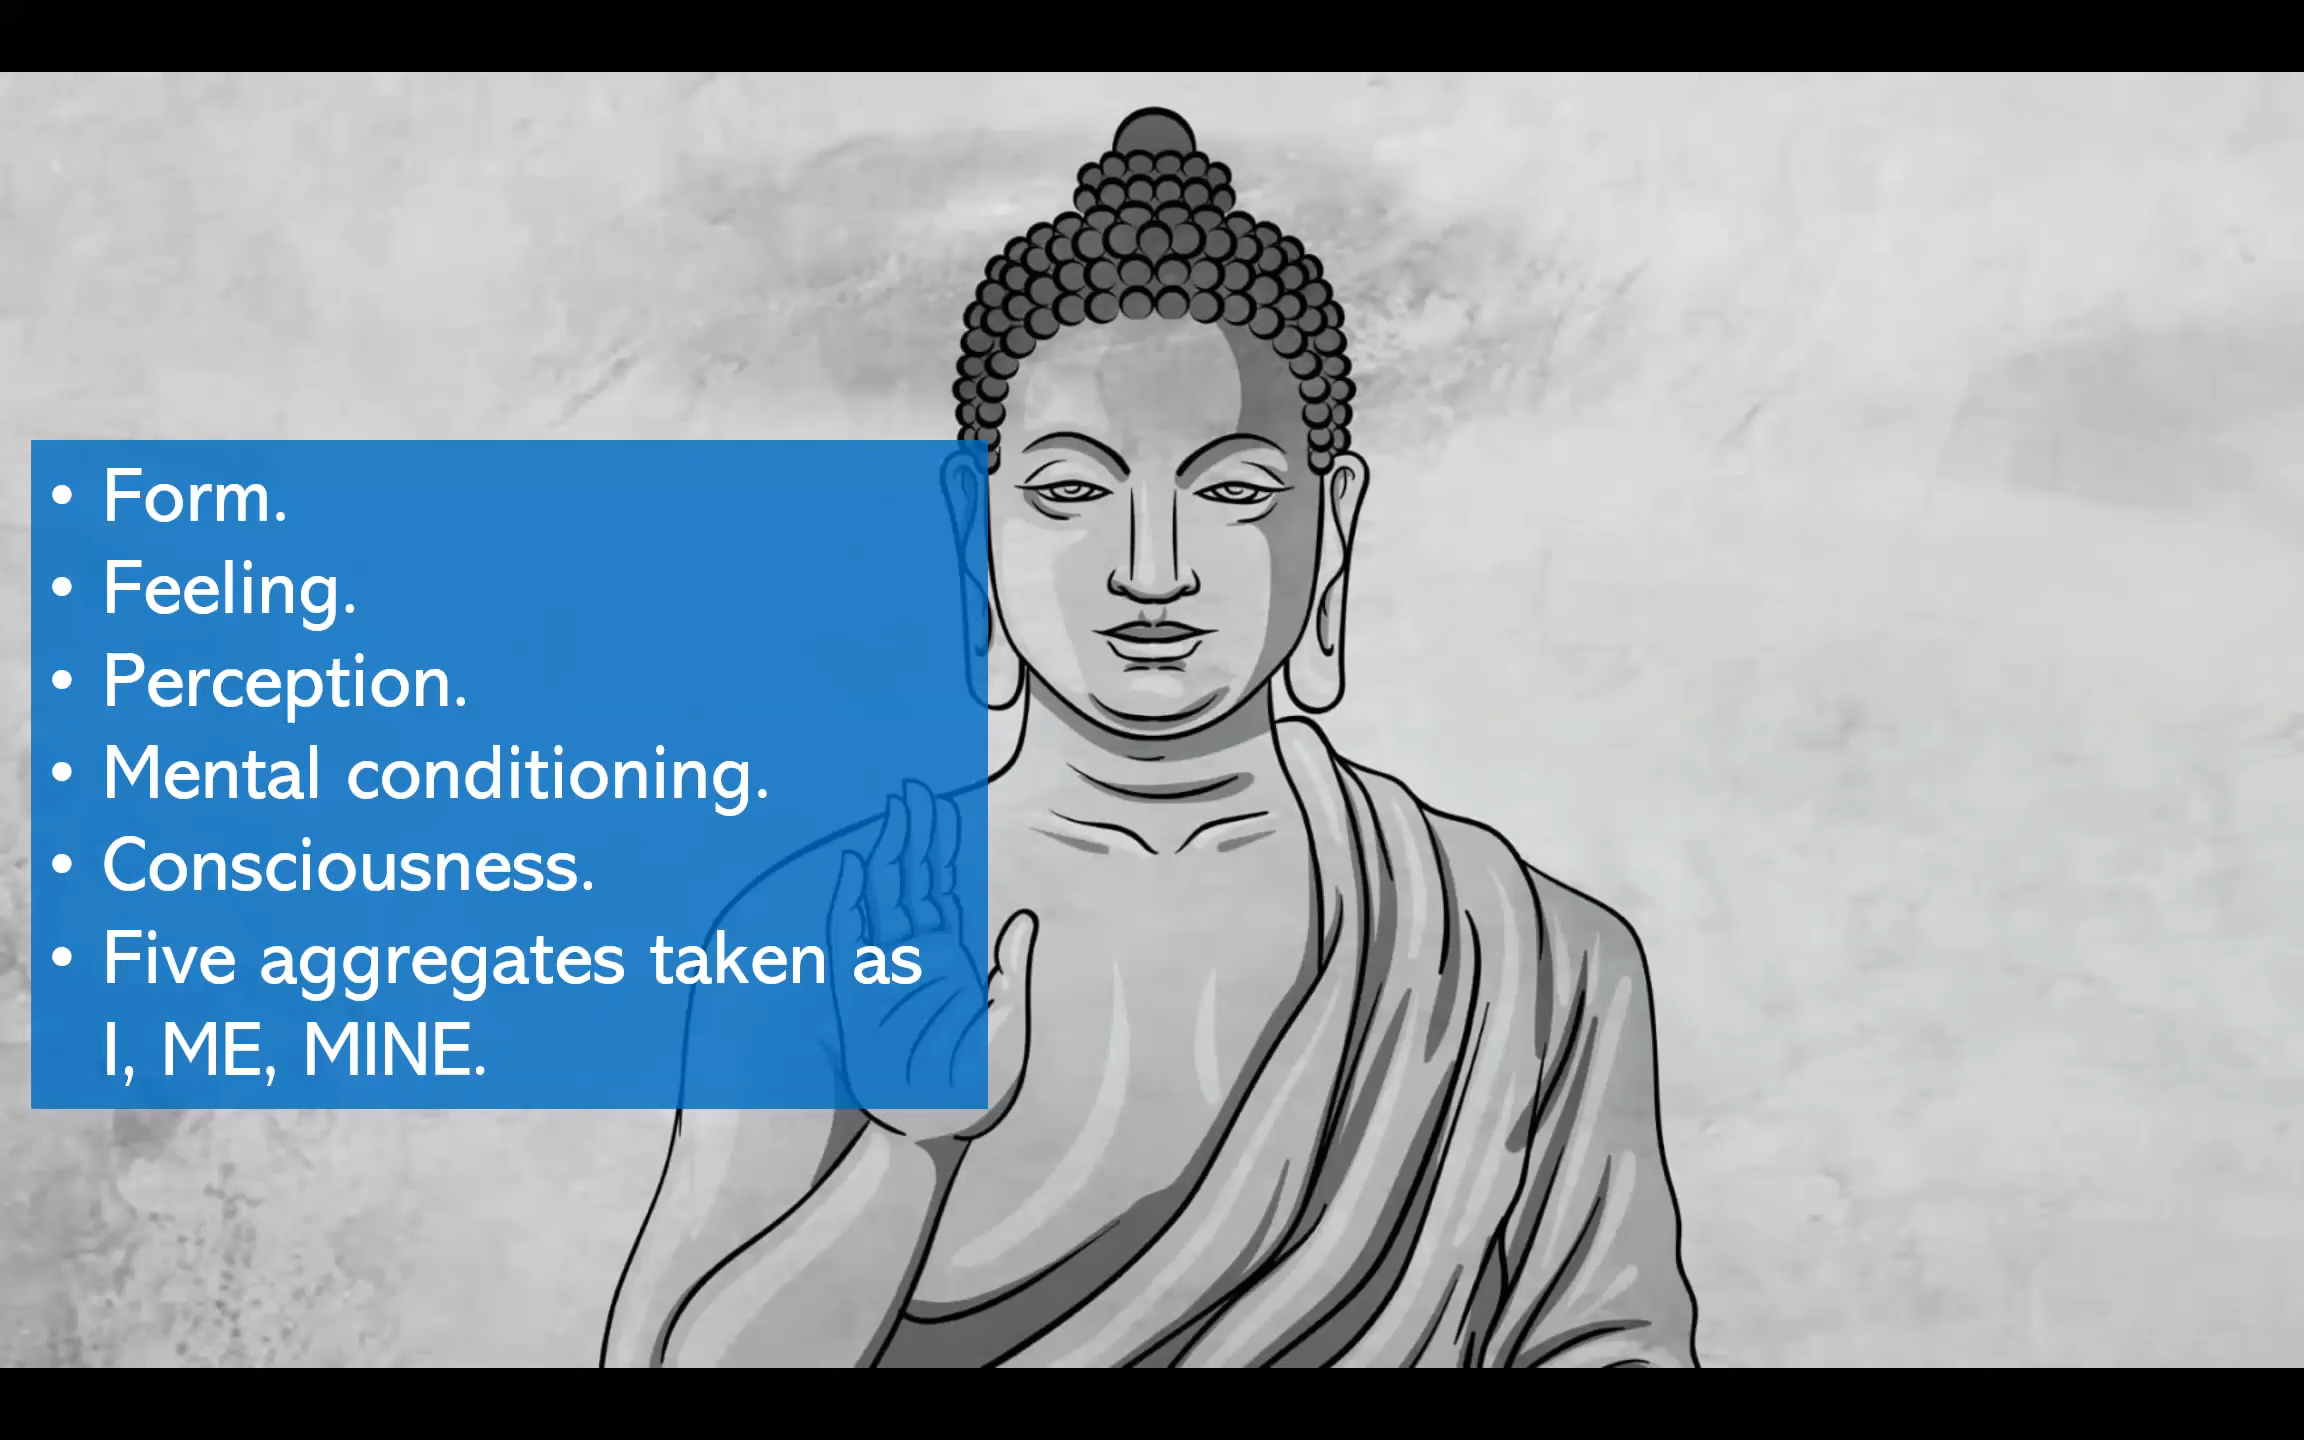 • Form.
• Feeling.
• Perception.
• Mental conditioning.
• Consciousness.
• Five aggregates taken as
I, ME, MINE.